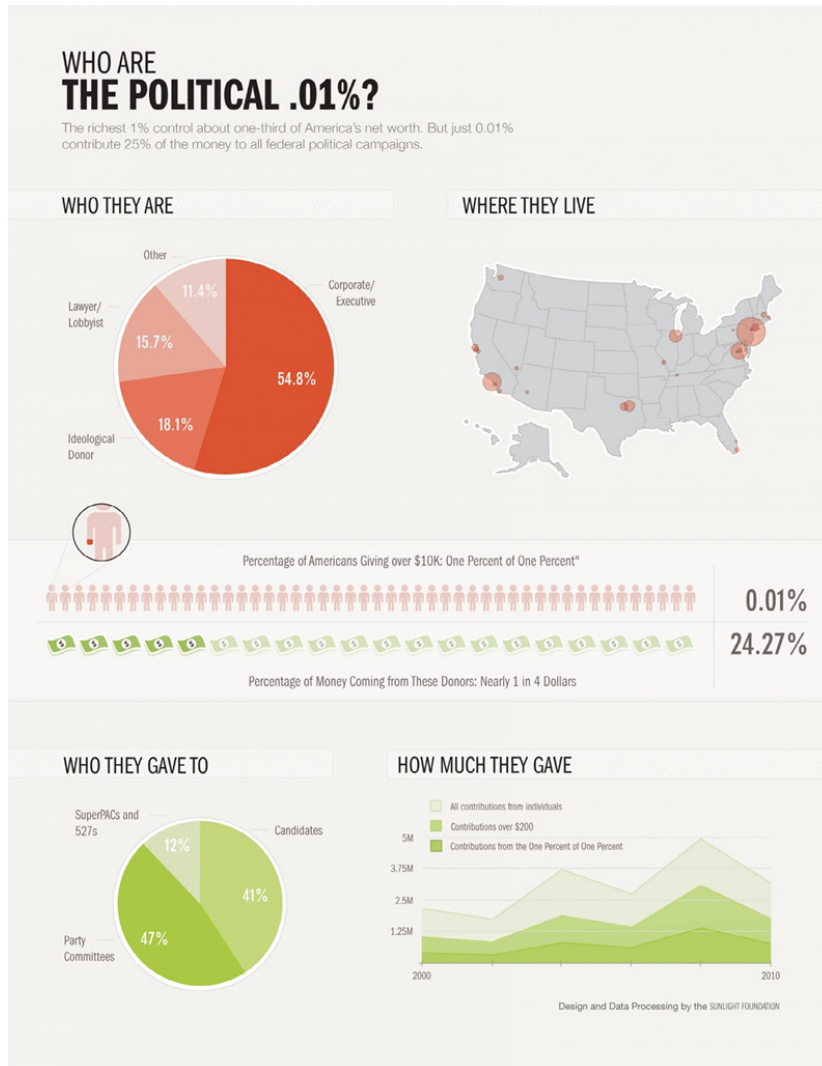 WHO ARE
THE POLITICAL .01%?
The richest 1% control about one-third of America's net worth. But just 0.01%
contribute 25% of the money to all federal political campaigns.
WHO THEY ARE
Other
11.4%
Corporate/
Executive
Lawyer/
Lobbyist
15.7%
54.8%
18.1%
Ideological
Donor
WHERE THEY LIVE
Percentage of Americans Giving over $10K: One Percent of One Percent"
0.01%
24.27%
Percentage of Money Coming from These Donors: Nearly 1 in 4 Dollars
WHO THEY GAVE TO
SuperPACs and
527s
12%
Candidates
41%
47%
Party
Committees
HOW MUCH THEY GAVE
All contributions from individuals
Contributions over $200
Contributions from the One Percent of One Percent
5M
3.75M
2.5M
1.25M
2000
2010
Design and Data Processing by the SUNLIGHT FOUNDATION